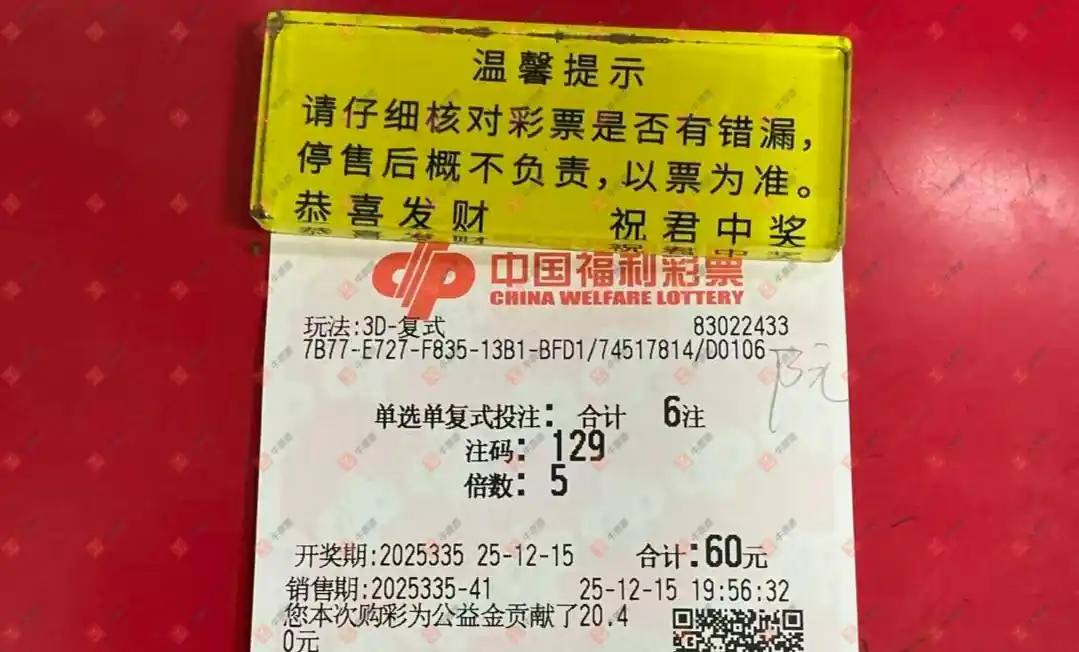 温馨提示
请仔细核对彩票是否有错漏，
停售后概不负责，以票为准。
恭喜发财 祝君中奖
中国福利彩票
CHINA WELFARE LOTTERY
玩法:3D-复式 83022433
7B77-E727-F835-13B1-BFD1/74517814/D0106
阮
单选单复式投注: 合计 6注
注码: 129
倍数: 5
开奖期:2025335 25-12-15 合计:60元
销售期:2025335-41 25-12-15 19:56:32
您本次购彩为公益金贡献了20.4
0元